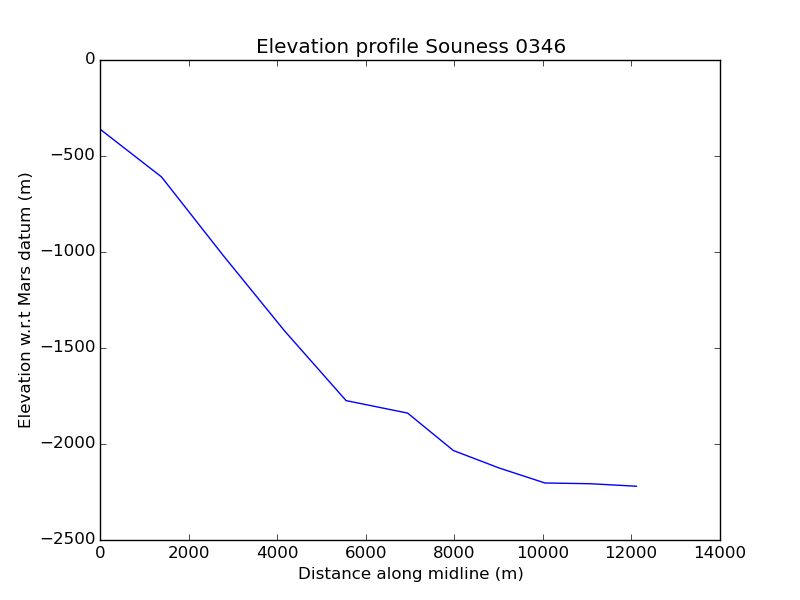 Elevation profile Souness 0346
0
−500
−1000
−1500
−2000
−2500
Elevation w.r.t Mars datum (m)
0 2000 4000 6000 8000 10000 12000 14000
Distance along midline (m)